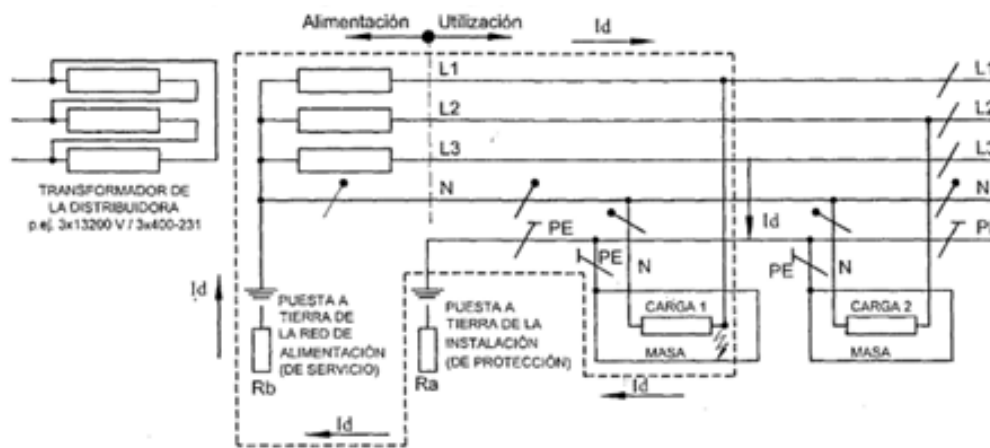 Alimentación
Utilización
Id
L1
L1
L2
L2
L3
L3
N
N
TRANSFORMADOR DE
LA DISTRIBUIDORA
p.ej. 3x13200 V / 3x400-231
PE
Id
PE
PE
N
PE
N
Id
PUESTA A
TIERRA DE
LA RED DE
ALIMENTACIÓN
(DE SERVICIO)
Rb
PUESTA A
TIERRA DE LA
INSTALACIÓN
(DE PROTECCIÓN)
Ra
CARGA 1
MASA
CARGA 2
MASA
Id
Id